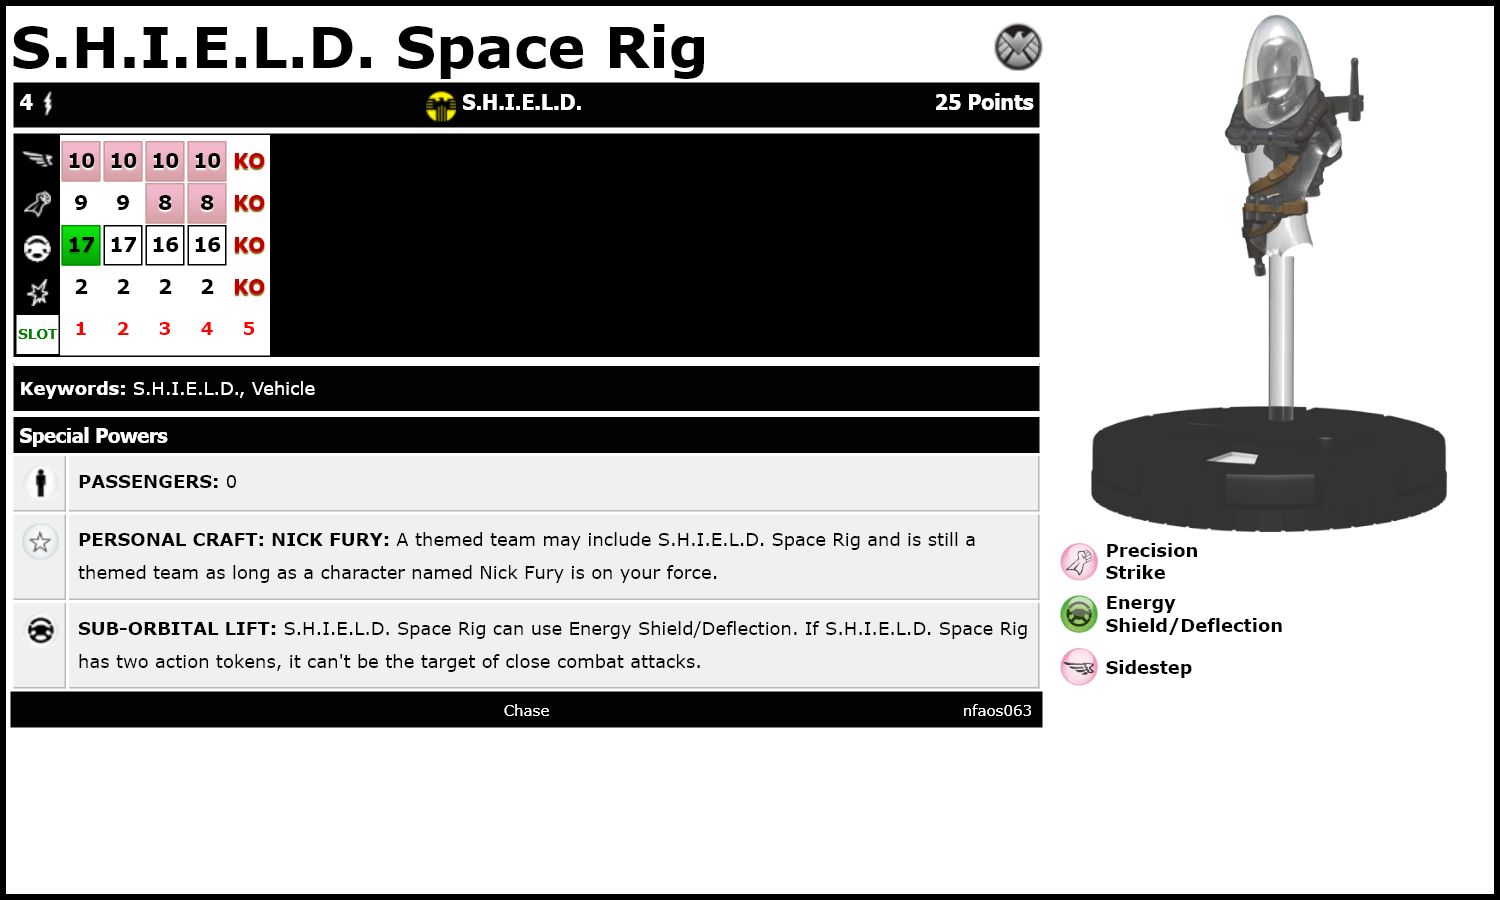 S.H.I.E.L.D. Space Rig
4 S.H.I.E.L.D. 25 Points
10 10 10 10 KO
9 9 8 8 KO
17 17 16 16 KO
2 2 2 2 KO
SLOT 1 2 3 4 5
Keywords: S.H.I.E.L.D., Vehicle
Special Powers
PASSENGERS: 0
PERSONAL CRAFT: NICK FURY: A themed team may include S.H.I.E.L.D. Space Rig and is still a
themed team as long as a character named Nick Fury is on your force.
SUB-ORBITAL LIFT: S.H.I.E.L.D. Space Rig can use Energy Shield/Deflection. If S.H.I.E.L.D. Space Rig
has two action tokens, it can't be the target of close combat attacks.
Chase nfaos063
Precision
Strike
Energy
Shield/Deflection
Sidestep